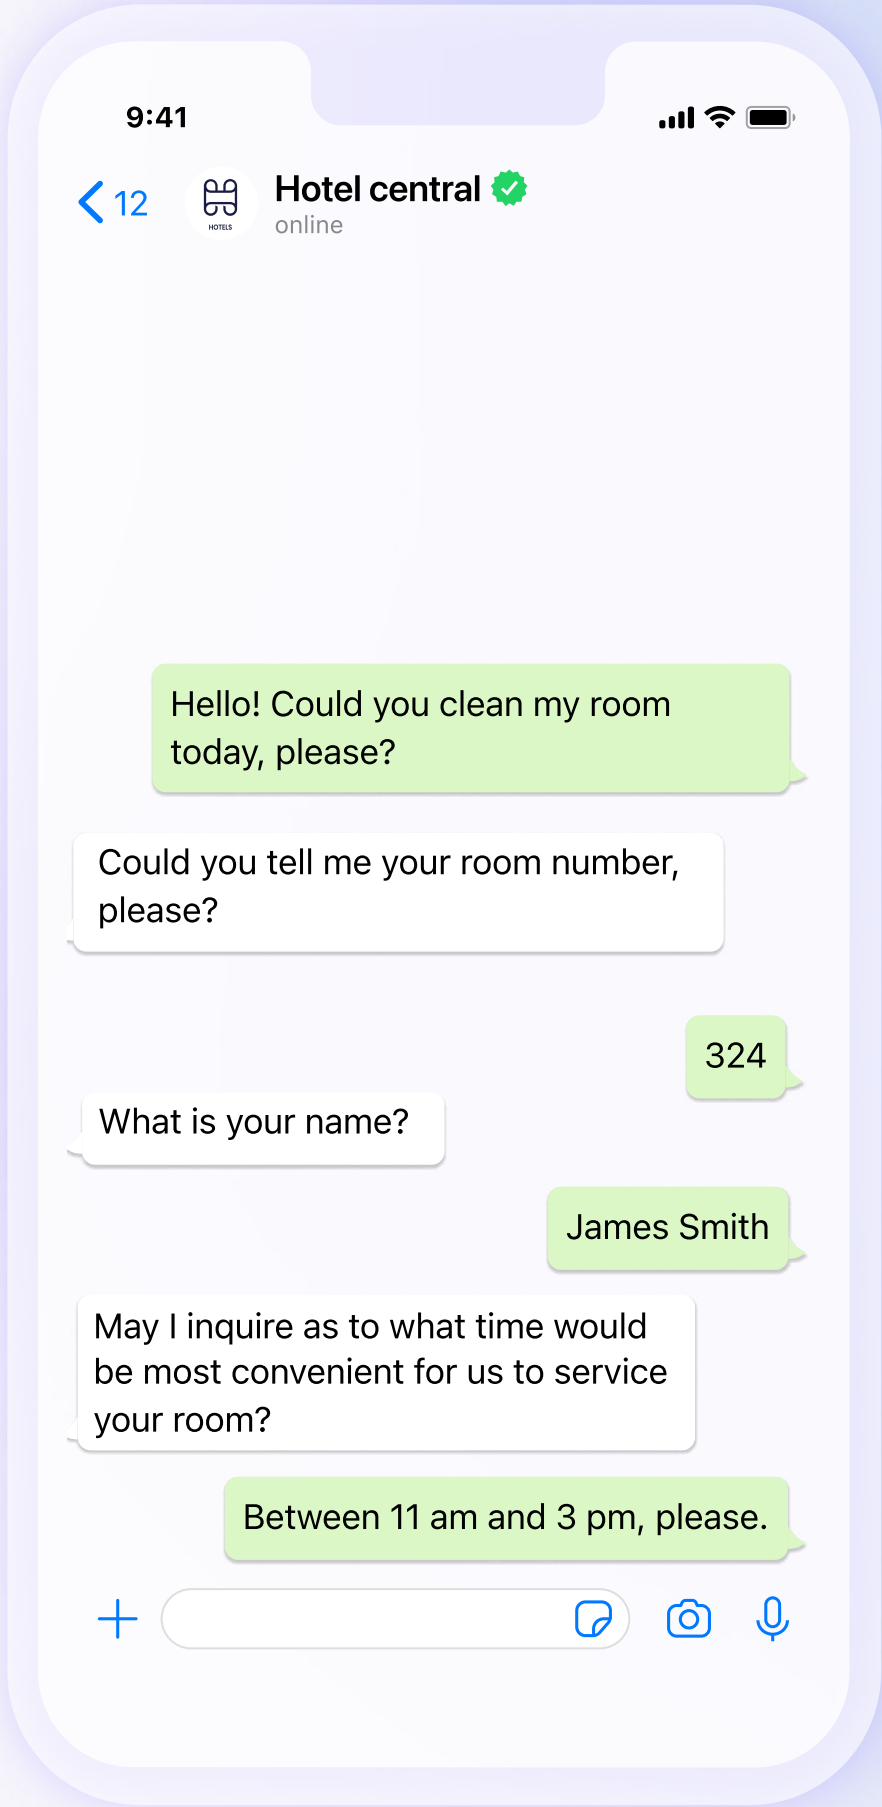 9:41
12
Hotel central
HOTELS
online
Hello! Could you clean my room
today, please?
Could you tell me your room number,
please?
324
What is your name?
James Smith
May I inquire as to what time would
be most convenient for us to service
your room?
Between 11 am and 3 pm, please.